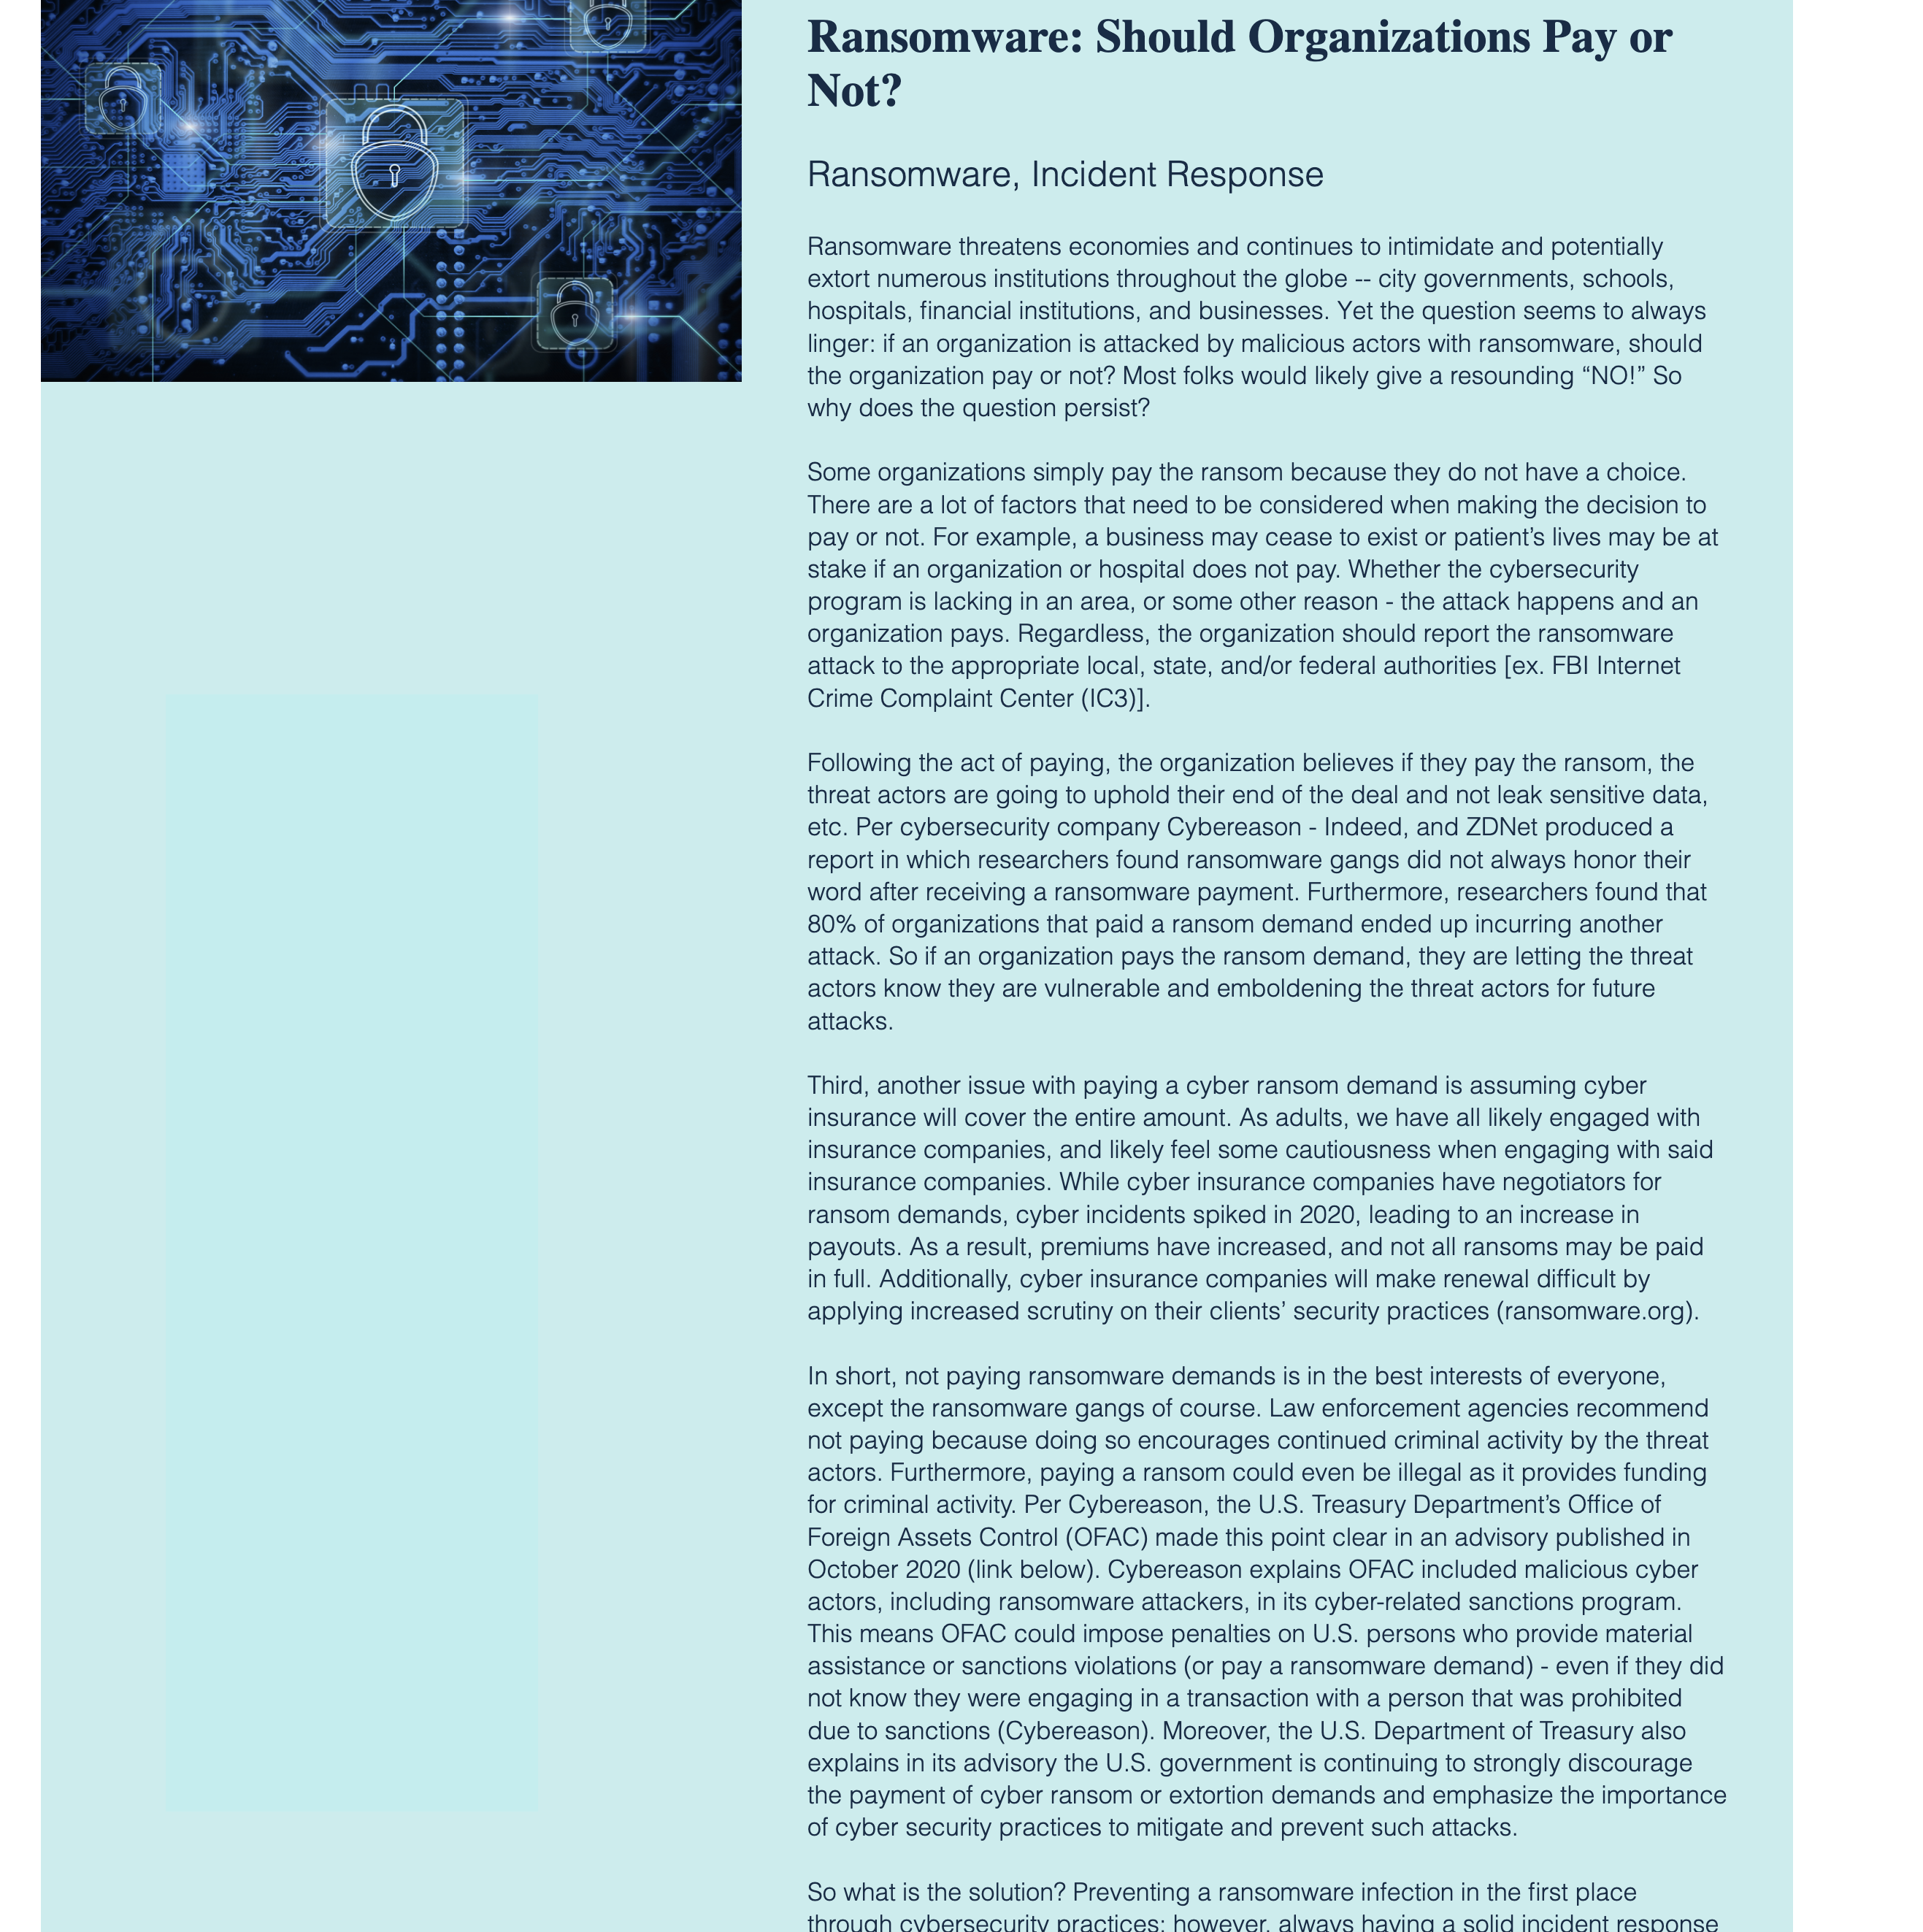 Ransomware: Should Organizations Pay or
Not?
Ransomware, Incident Response
Ransomware threatens economies and continues to intimidate and potentially
extort numerous institutions throughout the globe -- city governments, schools,
hospitals, financial institutions, and businesses. Yet the question seems to always
linger: if an organization is attacked by malicious actors with ransomware, should
the organization pay or not? Most folks would likely give a resounding “NO!” So
why does the question persist?
Some organizations simply pay the ransom because they do not have a choice.
There are a lot of factors that need to be considered when making the decision to
pay or not. For example, a business may cease to exist or patient’s lives may be at
stake if an organization or hospital does not pay. Whether the cybersecurity
program is lacking in an area, or some other reason - the attack happens and an
organization pays. Regardless, the organization should report the ransomware
attack to the appropriate local, state, and/or federal authorities [ex. FBI Internet
Crime Complaint Center (IC3)].
Following the act of paying, the organization believes if they pay the ransom, the
threat actors are going to uphold their end of the deal and not leak sensitive data,
etc. Per cybersecurity company Cybereason - Indeed, and ZDNet produced a
report in which researchers found ransomware gangs did not always honor their
word after receiving a ransomware payment. Furthermore, researchers found that
80% of organizations that paid a ransom demand ended up incurring another
attack. So if an organization pays the ransom demand, they are letting the threat
actors know they are vulnerable and emboldening the threat actors for future
attacks.
Third, another issue with paying a cyber ransom demand is assuming cyber
insurance will cover the entire amount. As adults, we have all likely engaged with
insurance companies, and likely feel some cautiousness when engaging with said
insurance companies. While cyber insurance companies have negotiators for
ransom demands, cyber incidents spiked in 2020, leading to an increase in
payouts. As a result, premiums have increased, and not all ransoms may be paid
in full. Additionally, cyber insurance companies will make renewal difficult by
applying increased scrutiny on their clients’ security practices (ransomware.org).
In short, not paying ransomware demands is in the best interests of everyone,
except the ransomware gangs of course. Law enforcement agencies recommend
not paying because doing so encourages continued criminal activity by the threat
actors. Furthermore, paying a ransom could even be illegal as it provides funding
for criminal activity. Per Cybereason, the U.S. Treasury Department’s Office of
Foreign Assets Control (OFAC) made this point clear in an advisory published in
October 2020 (link below). Cybereason explains OFAC included malicious cyber
actors, including ransomware attackers, in its cyber-related sanctions program.
This means OFAC could impose penalties on U.S. persons who provide material
assistance or sanctions violations (or pay a ransomware demand) - even if they did
not know they were engaging in a transaction with a person that was prohibited
due to sanctions (Cybereason). Moreover, the U.S. Department of Treasury also
explains in its advisory the U.S. government is continuing to strongly discourage
the payment of cyber ransom or extortion demands and emphasize the importance
of cyber security practices to mitigate and prevent such attacks.
So what is the solution? Preventing a ransomware infection in the first place
through cybersecurity practices; however, always having a solid incident response